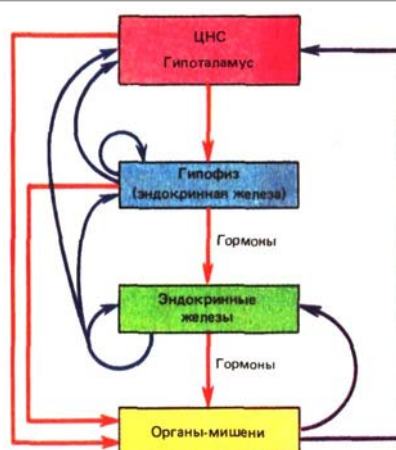 ЦНС
Гипоталамус
Гипофиз
(эндокринная железа)
Гормоны
Эндокринные
железы
Гормоны
Органы-мишени